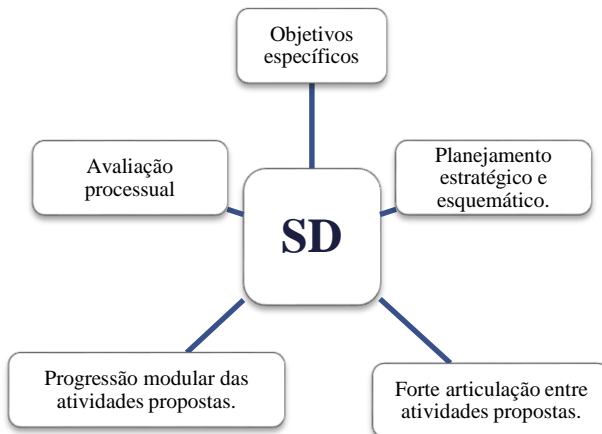 Objetivos
específicos
Avaliação
processual
Planejamento
estratégico e
esquemático.
SD
Progressão modular das
atividades propostas.
Forte articulação entre
atividades propostas.